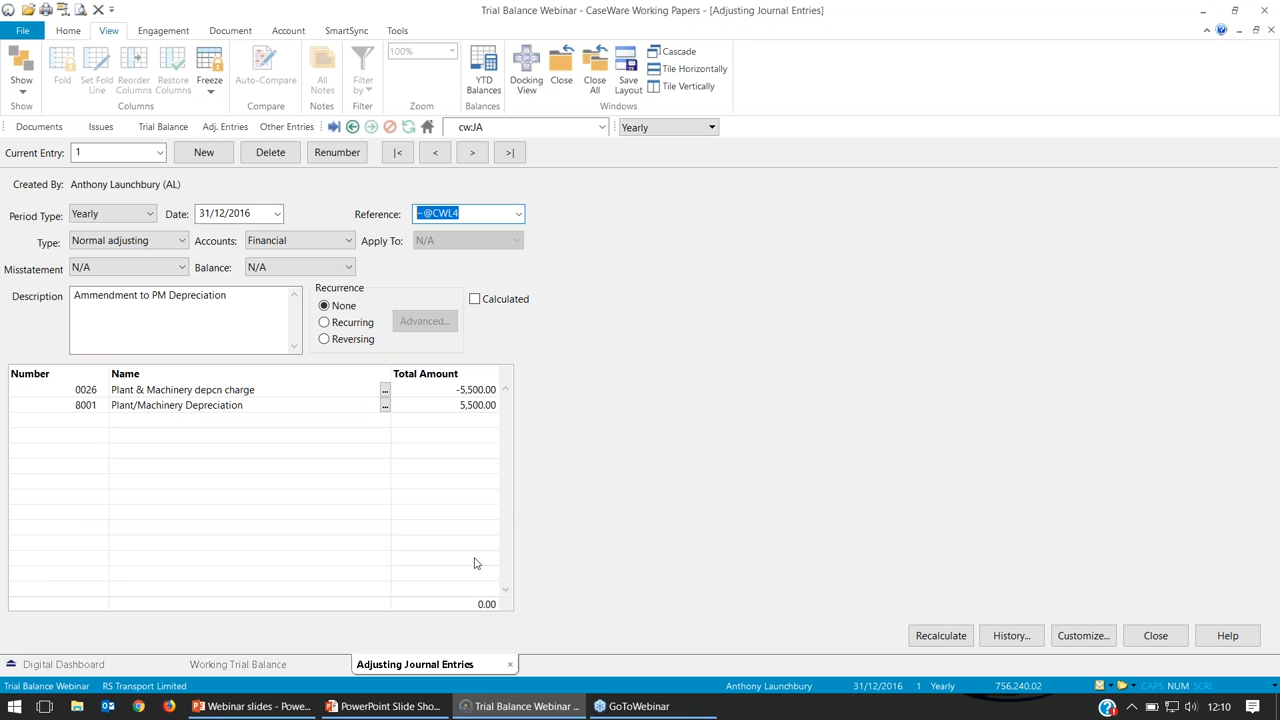 Trial Balance Webinar - CaseWare Working Papers - [Adjusting Journal Entries]
File Home View Engagement Document Account SmartSync Tools
Show
Fold
Set Fold Line
Reorder Columns
Restore Columns
Freeze
Auto-Compare
All Notes
Filter by
100%
YTD Balances
Docking View
Close
Close All
Save Layout
Cascade
Tile Horizontally
Tile Vertically
Show Columns Compare Notes Filter Zoom Balances Windows
Documents Issues Trial Balance Adj. Entries Other Entries cw:JA Yearly
Current Entry: 1 New Delete Renumber |< < > >|
Created By: Anthony Launchbury (AL)
Period Type: Yearly Date: 31/12/2016 Reference: ~@CWL4
Type: Normal adjusting Accounts: Financial Apply To: N/A
Misstatement N/A Balance: N/A
Description Ammendment to PM Depreciation
Recurrence
None
Recurring
Reversing
Advanced...
Calculated
Number Name Total Amount
0026 Plant & Machinery depcn charge ... -5,500.00
8001 Plant/Machinery Depreciation ... 5,500.00
0.00
Recalculate History... Customize... Close Help
Digital Dashboard Working Trial Balance Adjusting Journal Entries ×
Trial Balance Webinar RS Transport Limited Anthony Launchbury 31/12/2016 1 Yearly 756,240.02 CAPS NUM SCRL
Webinar slides - Powe... PowerPoint Slide Sho... Trial Balance Webinar ... GoToWebinar 12:10